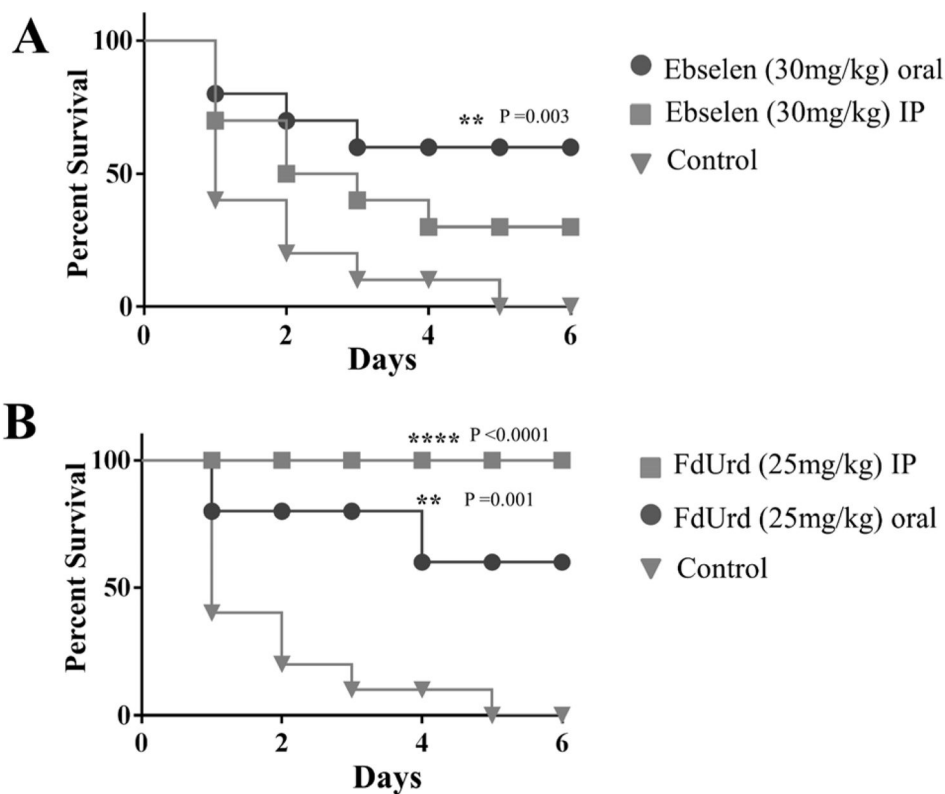 A
Percent Survival
100
50
0
** P =0.003
0 2 4 6
Days
Ebselen (30mg/kg) oral
Ebselen (30mg/kg) IP
Control
B
Percent Survival
100
50
0
**** P <0.0001
** P =0.001
0 2 4 6
Days
FdUrd (25mg/kg) IP
FdUrd (25mg/kg) oral
Control